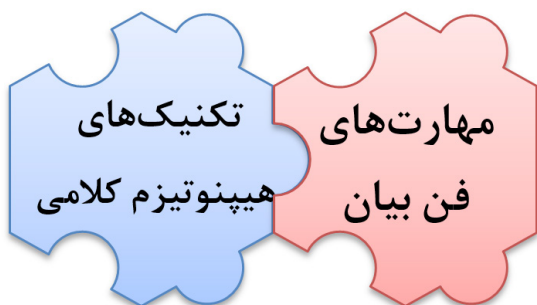 مهارت‌های
فن بیان
تکنیک‌های
هیپنوتیزم کلامی